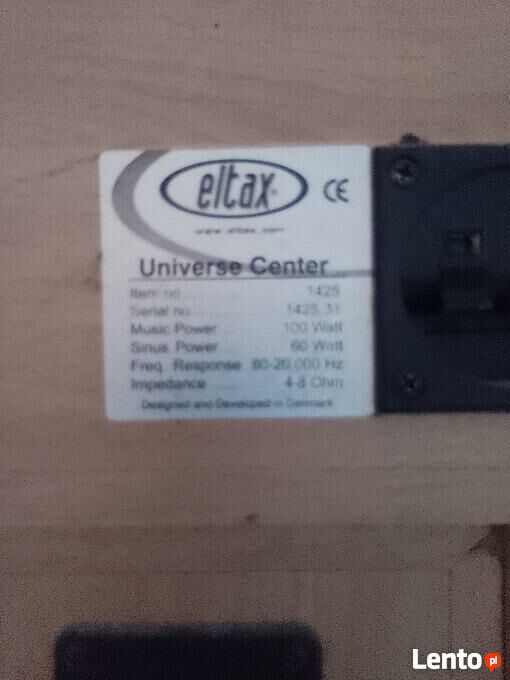 eltax
CE
www.eltax.com
Universe Center
Item no 1425
Serial no 1425.31
Music Power 100 Watt
Sinus Power 60 Watt
Freq. Response 80-20.000 Hz
Impedance 4-8 Ohm
Designed and Developed in Denmark
Lento pl